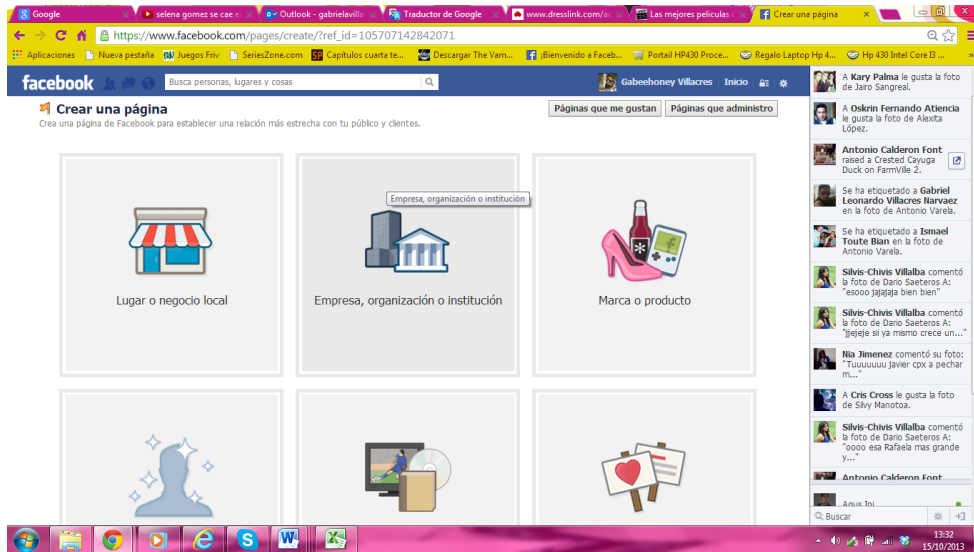 Google
selena gomez se cae e
Outlook - gabrielavilla
Traductor de Google
www.dresslink.com/ac
Las mejores peliculas
Crear una página
https://www.facebook.com/pages/create/?ref_id=105707142842071
Aplicaciones
Nueva pestaña
Juegos Friv
SeriesZone.com
Capítulos cuarta te...
Descargar The Vam...
¡Bienvenido a Faceb...
Portail HP430 Proce...
Regalo Laptop Hp 4...
Hp 430 Intel Core I3 ...
facebook
Busca personas, lugares y cosas
Gabeehoney Villacres
Inicio
Crear una página
Páginas que me gustan
Páginas que administro
Crea una página de Facebook para establecer una relación más estrecha con tu público y clientes.
Empresa, organización o institución
Lugar o negocio local
Empresa, organización o institución
Marca o producto
A Kary Palma le gusta la foto
de Jairo Sangreal.
A Oskrin Fernando Atiencia
le gusta la foto de Alexita
López.
Antonio Calderon Font
raised a Crested Cayuga
Duck on FarmVille 2.
Se ha etiquetado a Gabriel
Leonardo Villacres Narvaez
en la foto de Antonio Varela.
Se ha etiquetado a Ismael
Toute Bian en la foto de
Antonio Varela.
Silvis-Chivis Villalba comentó
la foto de Dario Saeteros A:
"esooo jajajaja bien bien"
Silvis-Chivis Villalba comentó
la foto de Dario Saeteros A:
"jjejeje sii ya mismo crece un..."
Nia Jimenez comentó su foto:
"Tuuuuuuu javier cpx a pechar
m..."
A Cris Cross le gusta la foto
de Silvy Manotoa.
Silvis-Chivis Villalba comentó
la foto de Dario Saeteros A:
"oooo esa Rafaela mas grande
y..."
Antonio Calderon Font
Agus Ini
Buscar
13:32
15/10/2013